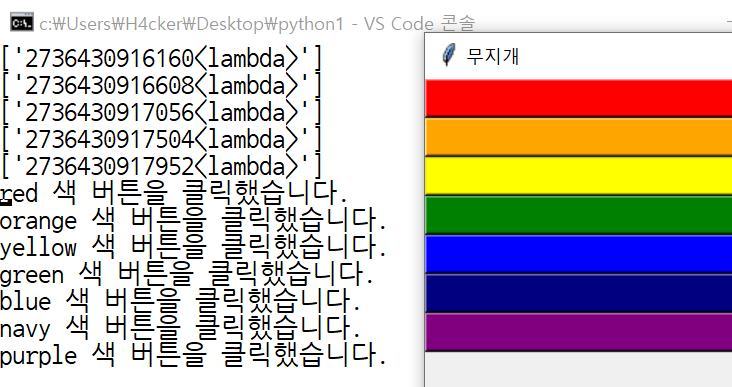 c:₩Users₩H4cker₩Desktop₩python1 - VS Code 콘솔
무지개
['2736430916160<lambda>']
['2736430916608<lambda>']
['2736430917056<lambda>']
['2736430917504<lambda>']
['2736430917952<lambda>']
red 색 버튼을 클릭했습니다.
orange 색 버튼을 클릭했습니다.
yellow 색 버튼을 클릭했습니다.
green 색 버튼을 클릭했습니다.
blue 색 버튼을 클릭했습니다.
navy 색 버튼을 클릭했습니다.
purple 색 버튼을 클릭했습니다.